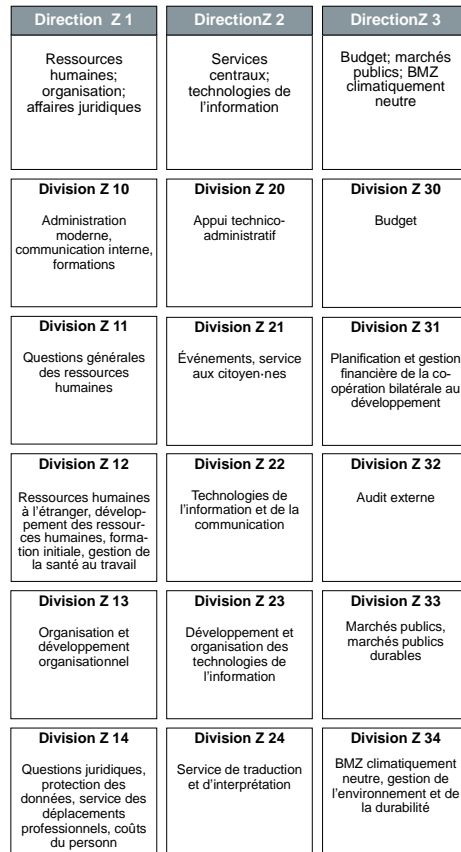 Direction Z 1
Ressources
humaines;
organisation;
affaires juridiques
DirectionZ 2
Services
centraux;
technologies de
l'information
DirectionZ 3
Budget; marchés
publics; BMZ
climatiquement
neutre
Division Z 10
Administration
moderne,
communication interne,
formations
Division Z 20
Appui technico-
administratif
Division Z 30
Budget
Division Z 11
Questions générales
des ressources
humaines
Division Z 21
Événements, service
aux citoyen·nes
Division Z 31
Planification et gestion
financière de la co-
opération bilatérale au
développement
Division Z 12
Ressources humaines
à l'étranger, dévelop-
pement des ressour-
ces humaines, forma-
tion initiale, gestion de
la santé au travail
Division Z 22
Technologies de
l'information et de la
communication
Division Z 32
Audit externe
Division Z 13
Organisation et
développement
organisationnel
Division Z 23
Développement et
organisation des
technologies de
l'information
Division Z 33
Marchés publics,
marchés publics
durables
Division Z 14
Questions juridiques,
protection des
données, service des
déplacements
professionnels, coûts
du personn
Division Z 24
Service de traduction
et d'interprétation
Division Z 34
BMZ climatiquement
neutre, gestion de
l'environnement et de
la durabilité